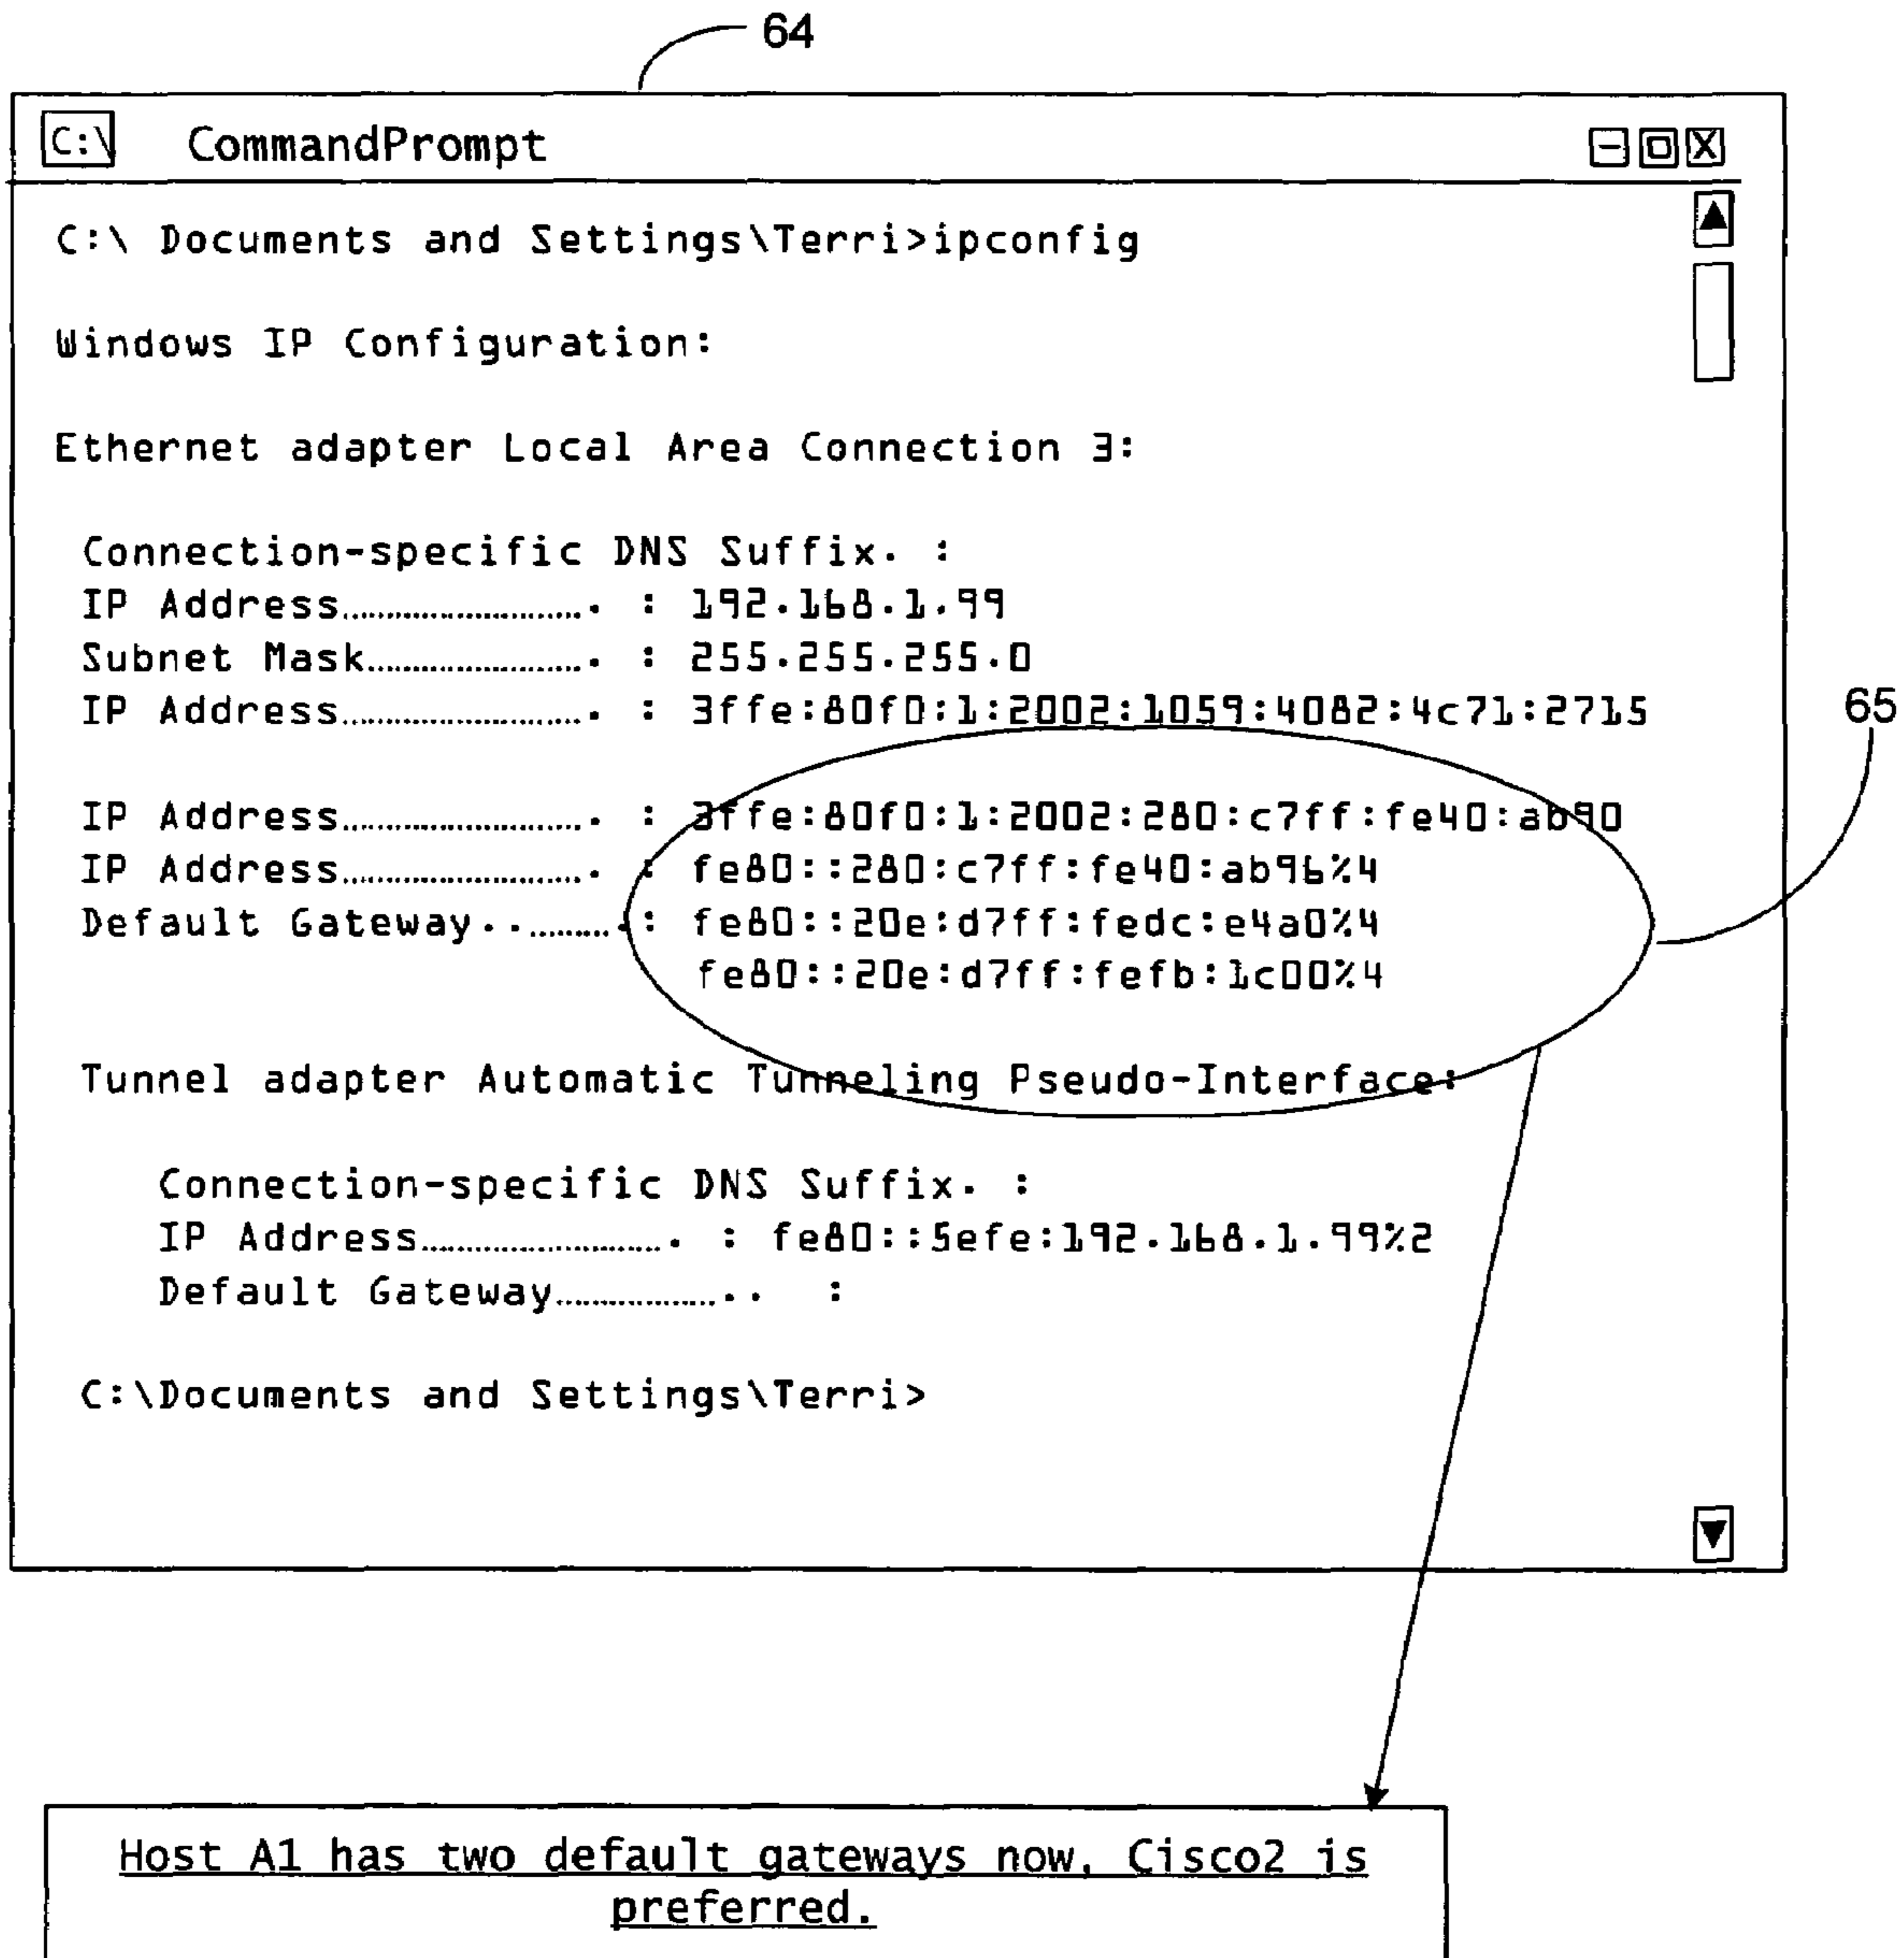 64
C:\ CommandPrompt
C:\ Documents and Settings\Terri>ipconfig
Windows IP Configuration:
Ethernet adapter Local Area Connection 3:
Connection-specific DNS Suffix. :
IP Address........................ : 192.168.1.99
Subnet Mask...................... : 255.255.255.0
IP Address........................ : 3ffe:80f0:1:2002:1059:4082:4c71:2715
65
IP Address........................ : 3ffe:80f0:1:2002:280:c7ff:fe40:ab90
IP Address........................ : fe80::280:c7ff:fe40:ab96%4
Default Gateway............: fe80::20e:d7ff:fedc:e4a0%4
fe80::20e:d7ff:fefb:1c00%4
Tunnel adapter Automatic Tunneling Pseudo-Interface:
Connection-specific DNS Suffix. :
IP Address........................ : fe80::5efe:192.168.1.99%2
Default Gateway.................. :
C:\Documents and Settings\Terri>
Host A1 has two default gateways now, Cisco2 is
preferred.